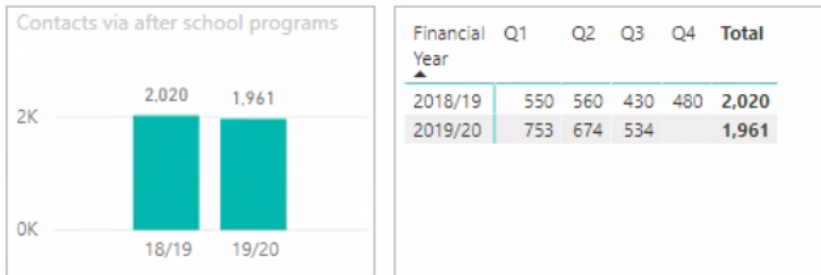 Contacts via after school programs
2,020 1,961
2K
0K
18/19 19/20
Financial Year Q1 Q2 Q3 Q4 Total
2018/19 550 560 430 480 2,020
2019/20 753 674 534 1,961